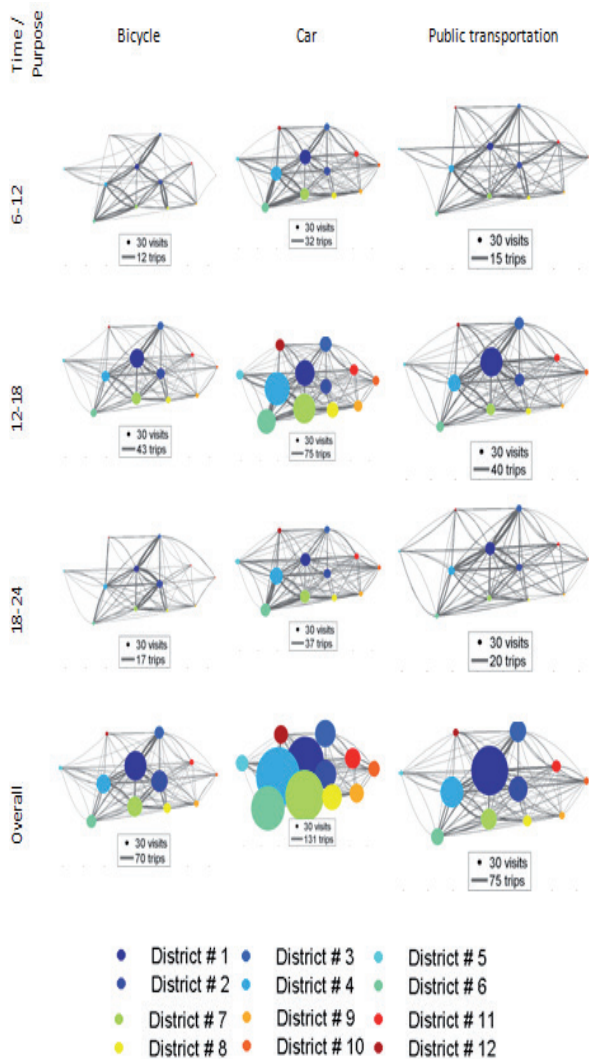 Time /
Purpose
Bicycle
Car
Public transportation
6-12
30 visits
12 trips
30 visits
32 trips
30 visits
15 trips
12-18
30 visits
43 trips
30 visits
75 trips
30 visits
40 trips
18-24
30 visits
17 trips
30 visits
37 trips
30 visits
20 trips
Overall
30 visits
70 trips
30 visits
131 trips
30 visits
75 trips
District # 1
District # 3
District # 5
District # 2
District # 4
District # 6
District # 7
District # 9
District # 11
District # 8
District # 10
District # 12